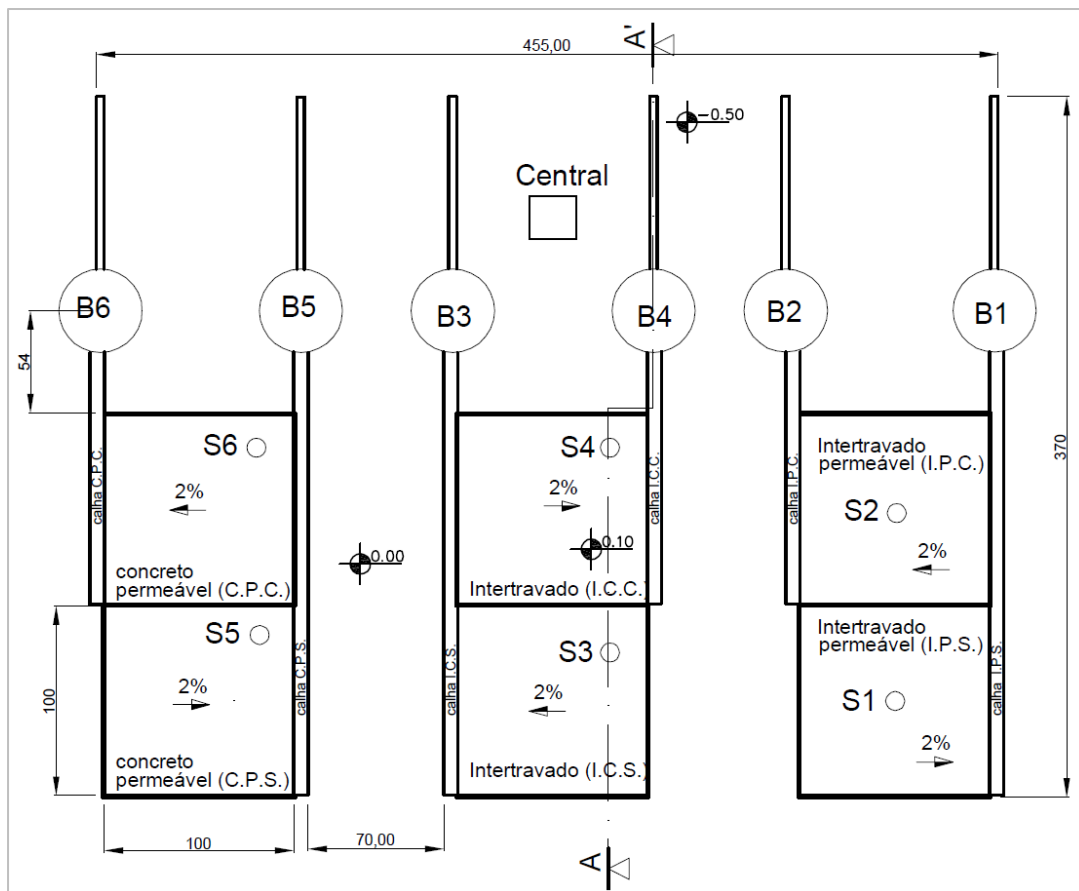 455,00
A'
-0.50
Central
B6
B5
B3
B4
B2
B1
54
370
S6
S4
Intertravado
permeável (I.P.C.)
calha C.P.C.
calha I.C.C.
calha I.P.C.
2%
2%
S2
0.00
0.10
2%
concreto
permeável (C.P.C.)
Intertravado (I.C.C.)
S5
S3
Intertravado
permeável (I.P.S.)
100
calha C.P.S.
calha I.C.S.
calha I.P.S.
2%
2%
S1
2%
concreto
permeável (C.P.S.)
Intertravado (I.C.S.)
100
70,00
A